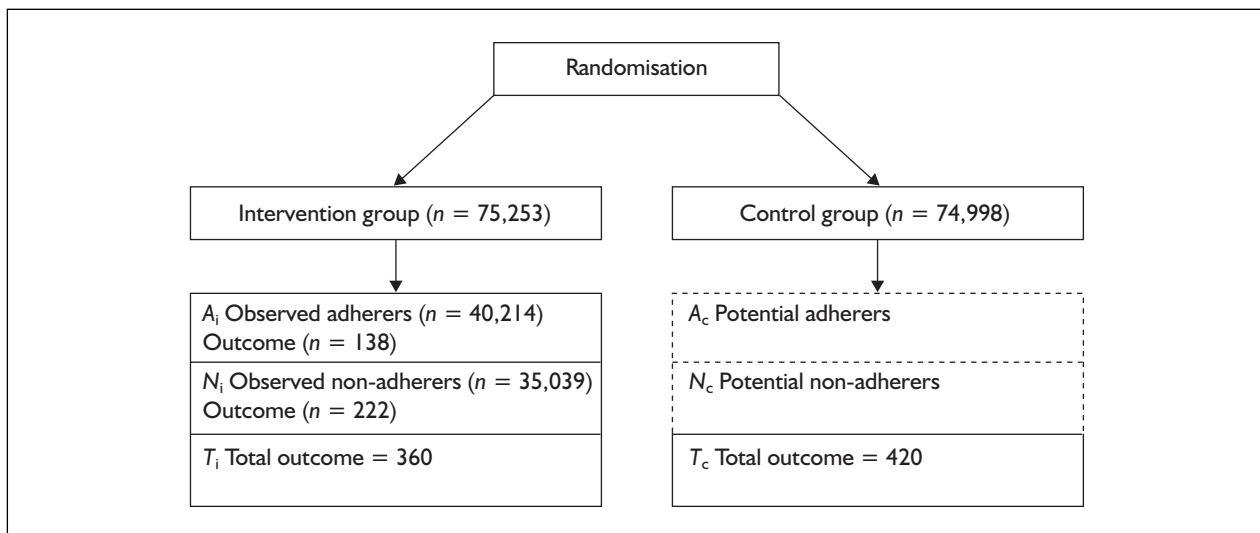 Randomisation
Intervention group (n = 75,253)
Control group (n = 74,998)
Aᵢ Observed adherers (n = 40,214)
Outcome (n = 138)
Nᵢ Observed non-adherers (n = 35,039)
Outcome (n = 222)
Tᵢ Total outcome = 360
A꜀ Potential adherers
N꜀ Potential non-adherers
T꜀ Total outcome = 420